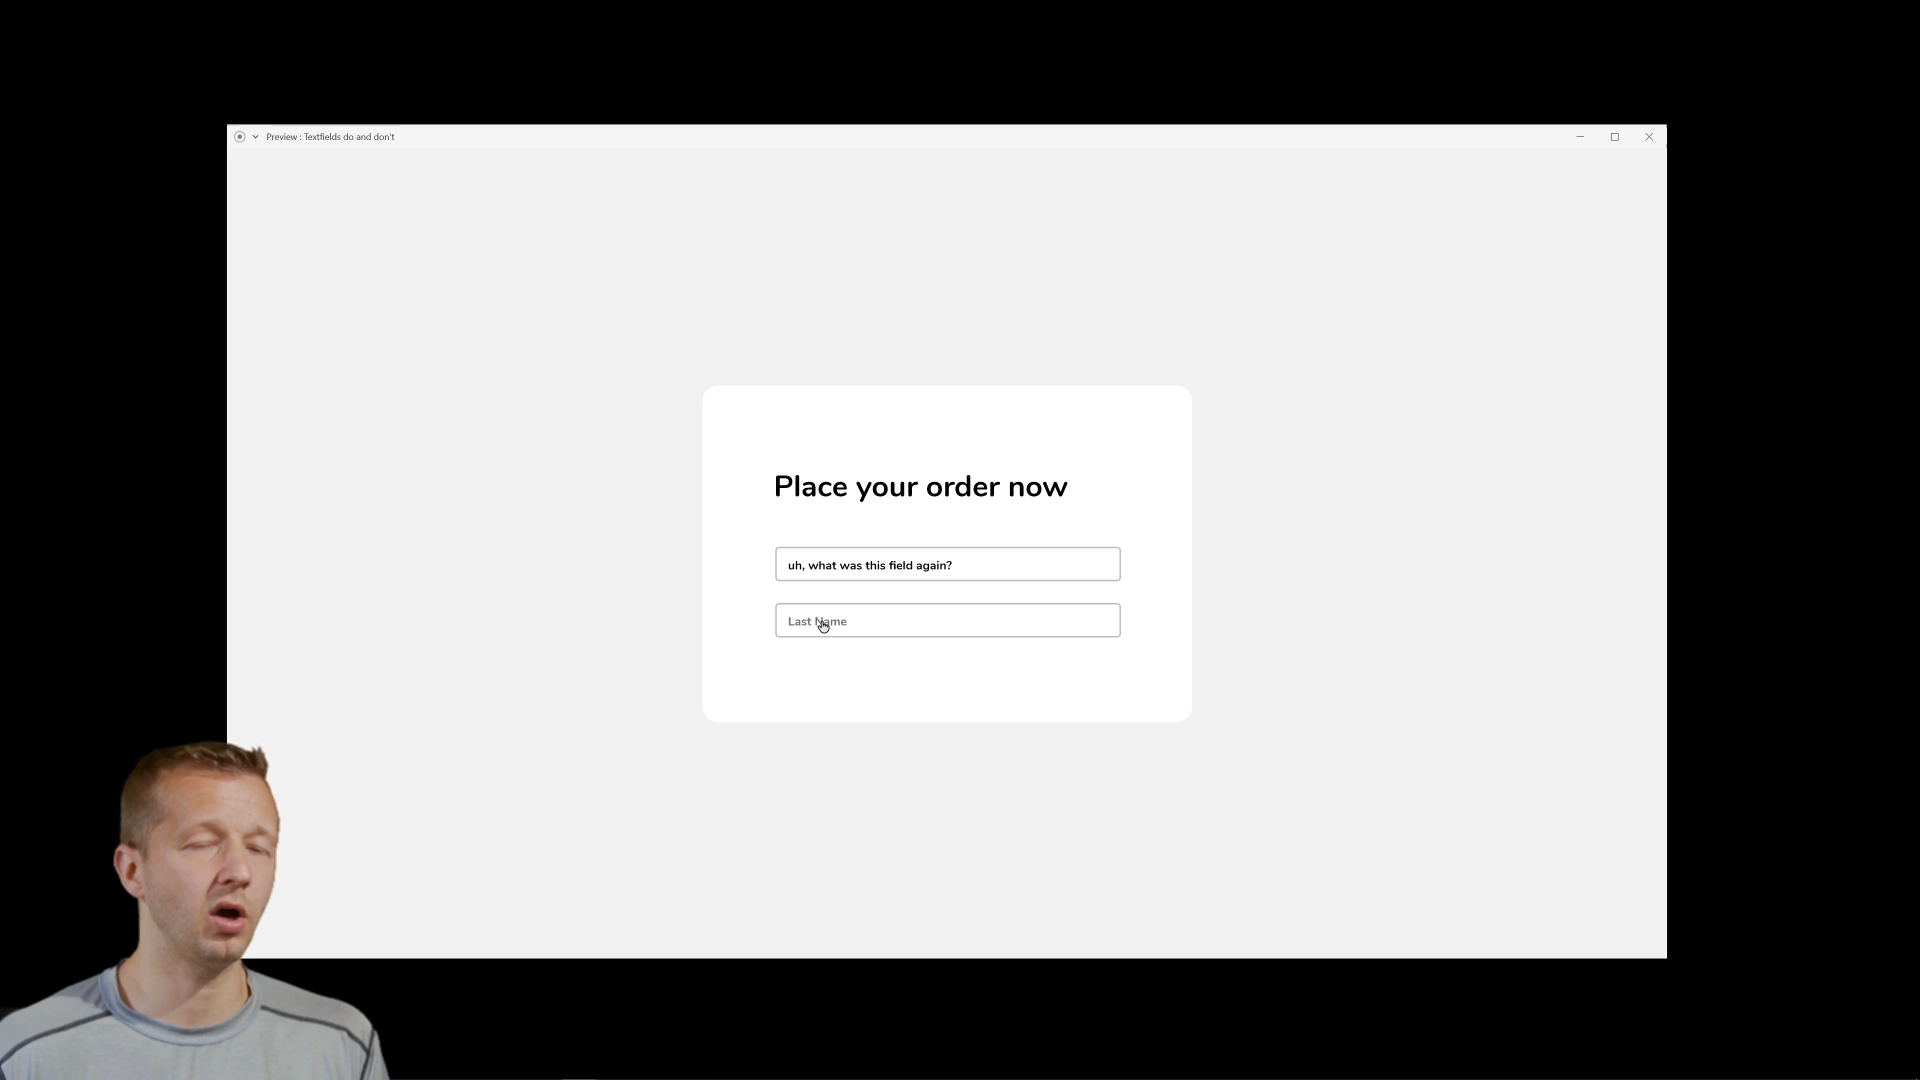 Preview : Textfields do and don't
Place your order now
uh, what was this field again?
Last Name